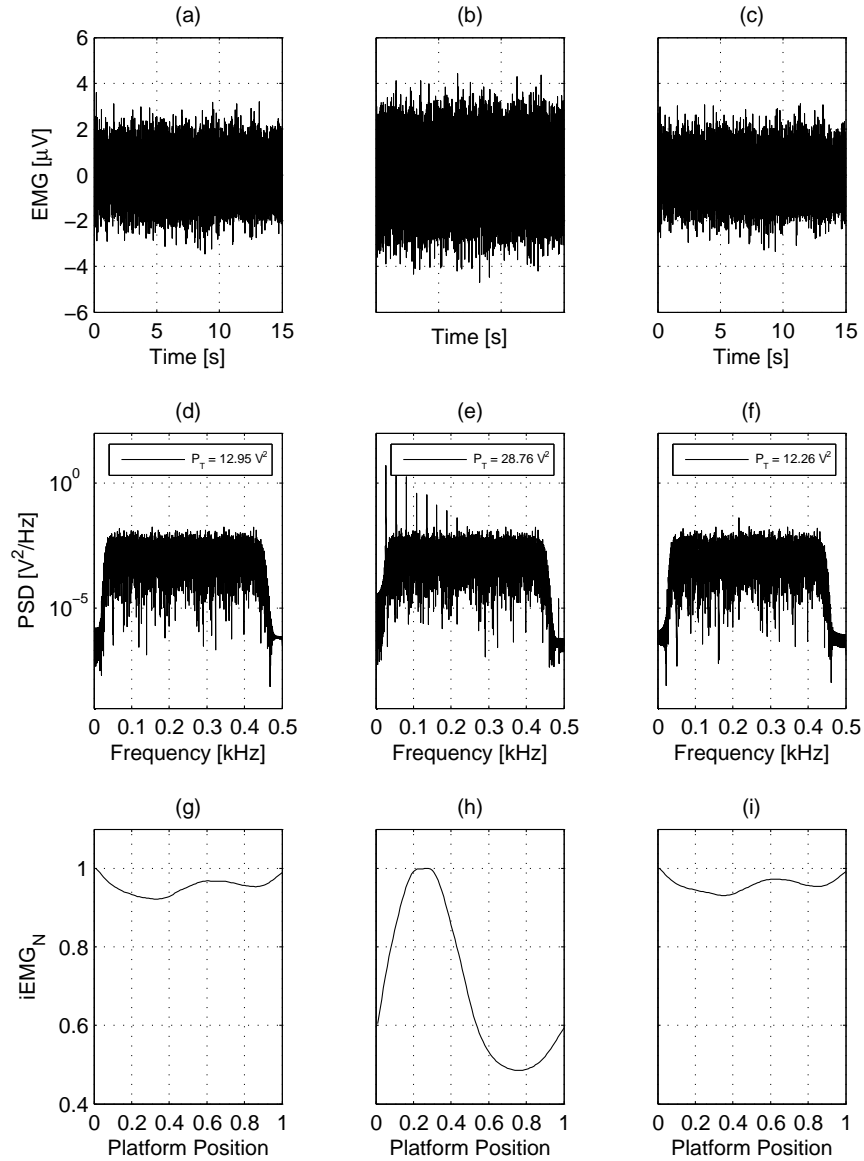 (a) (b) (c)
6
4
2
0
−2
−4
−6
EMG [μV]
0 5 10 15
0 5 10 15
Time [s] Time [s] Time [s]
(d) (e) (f)
P_T = 12.95 V² P_T = 28.76 V² P_T = 12.26 V²
10⁰
10⁻⁵
PSD [V²/Hz]
0 0.1 0.2 0.3 0.4 0.5 0 0.1 0.2 0.3 0.4 0.5 0 0.1 0.2 0.3 0.4 0.5
Frequency [kHz] Frequency [kHz] Frequency [kHz]
(g) (h) (i)
1
0.8
0.6
0.4
iEMG_N
0 0.2 0.4 0.6 0.8 1 0 0.2 0.4 0.6 0.8 1 0 0.2 0.4 0.6 0.8 1
Platform Position Platform Position Platform Position